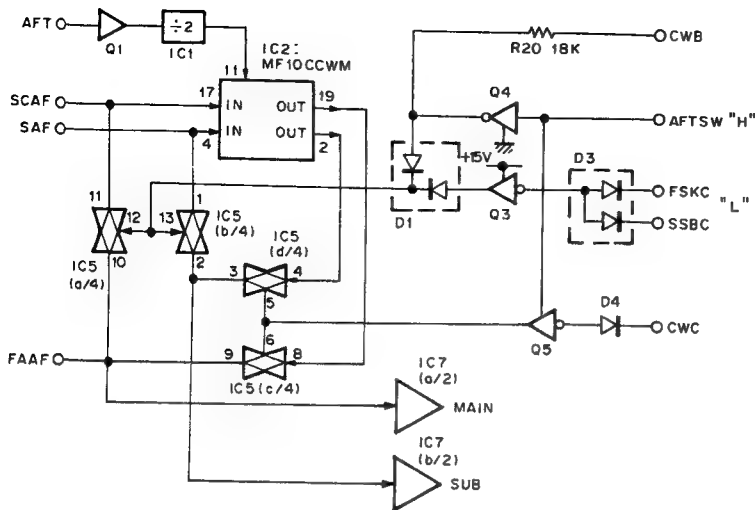 AFT
Q1
÷2
IC1
IC2:
MF10CCWM
11
17
IN
OUT
19
4
IN
OUT
2
SCAF
SAF
R20 18K
CWB
Q4
AFTSW "H"
+15V
D1
Q3
D3
FSKC
"L"
SSBC
11
12
13
1
IC5
(b/4)
10
IC5
(a/4)
2
IC5
(d/4)
3
4
5
6
9
8
IC5(c/4)
FAAF
Q5
D4
CWC
IC7
(a/2)
MAIN
IC7
(b/2)
SUB